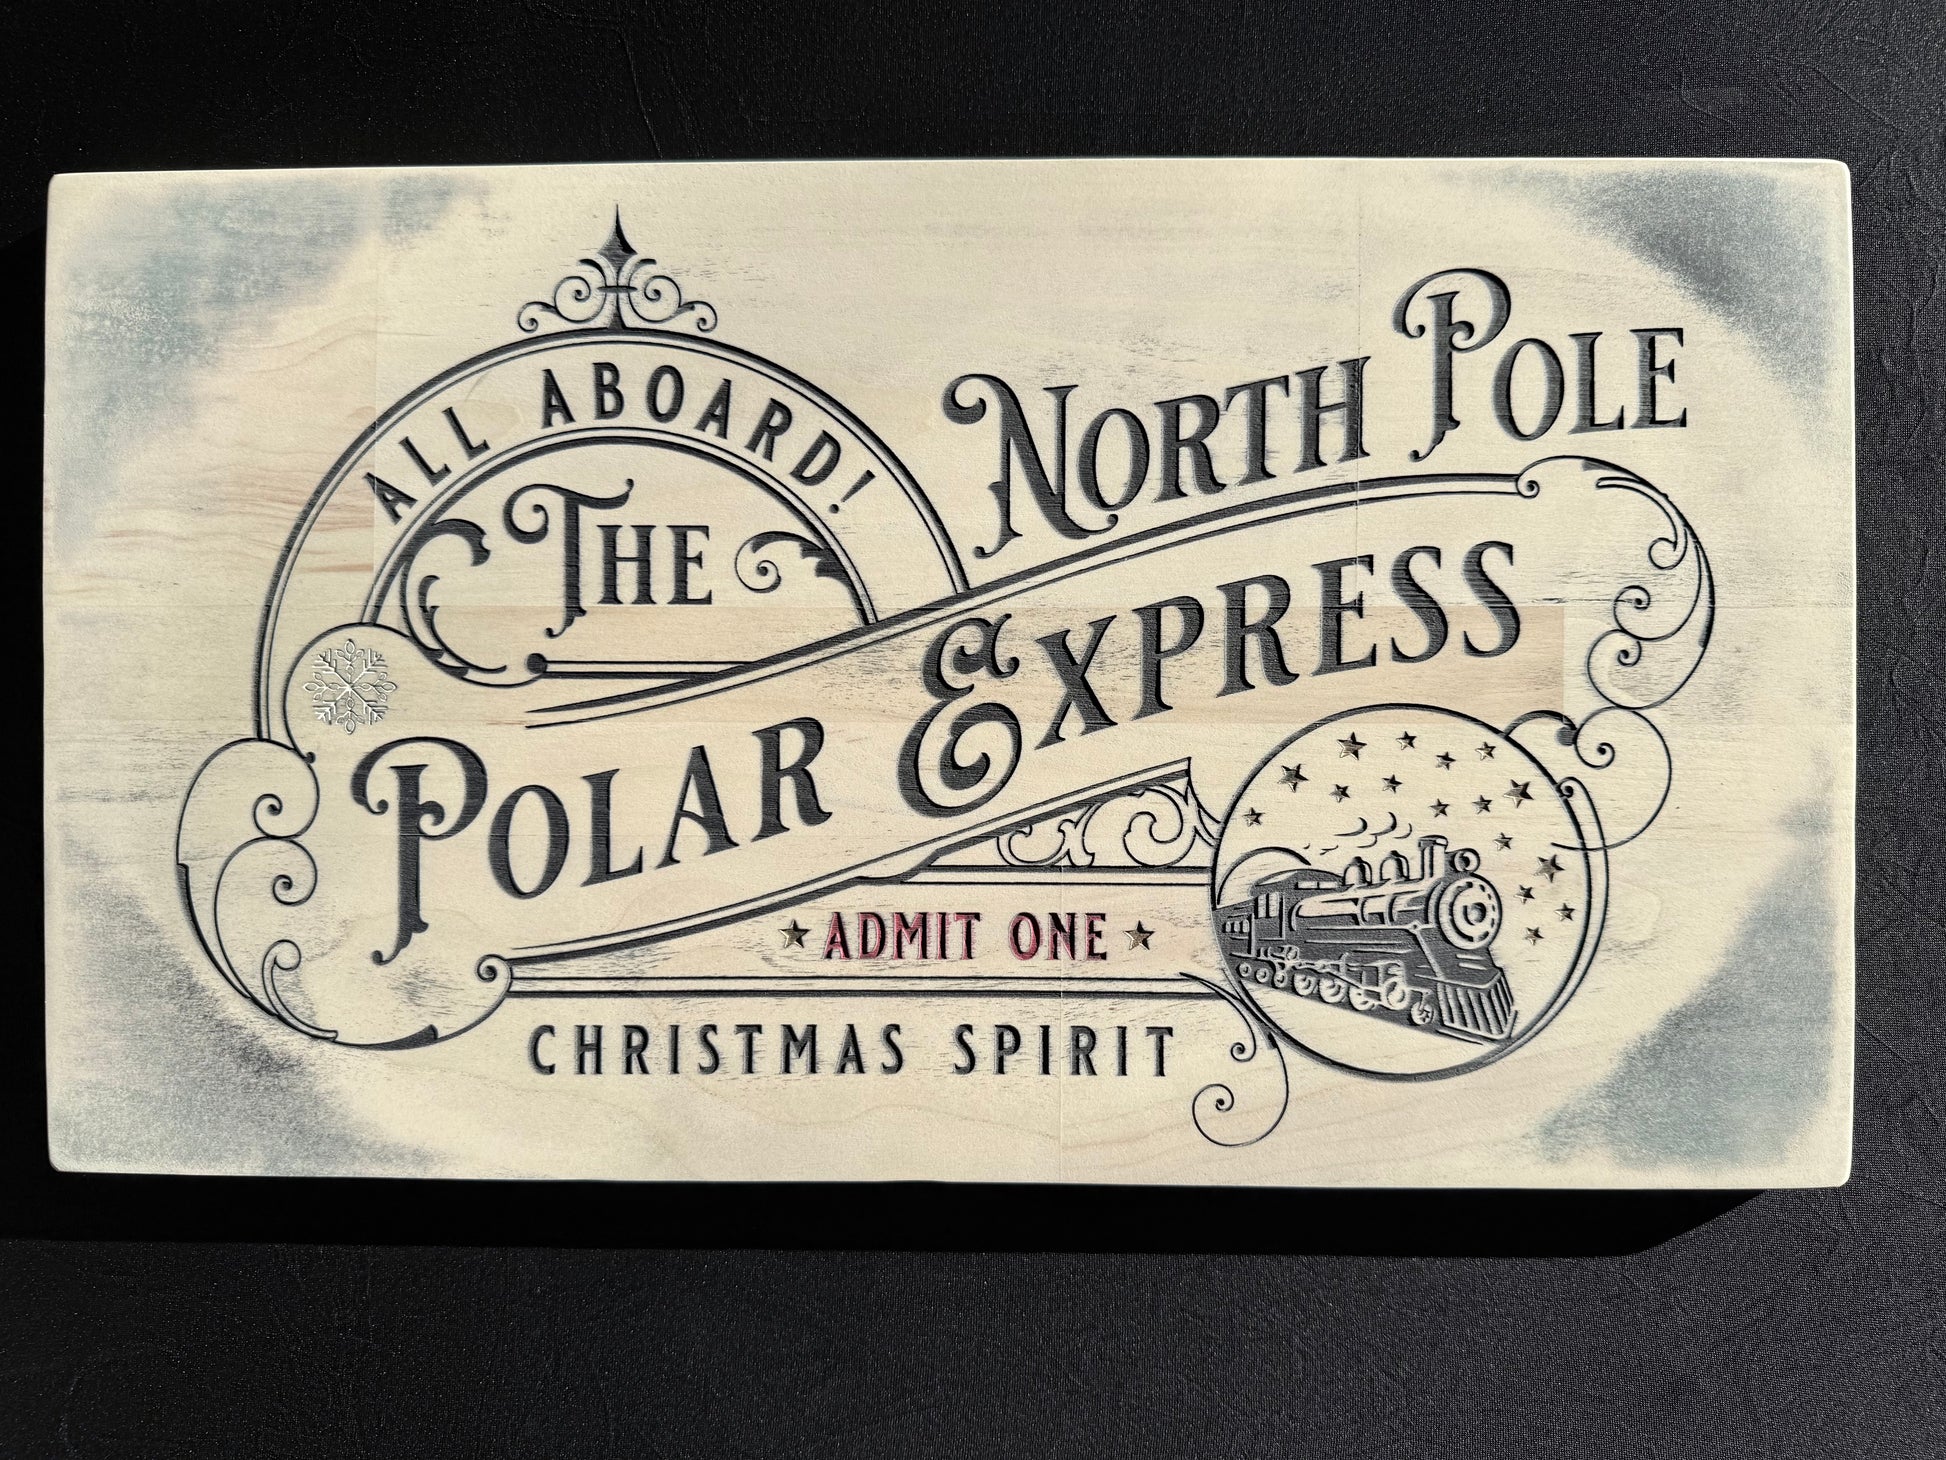 ALL ABOARD!
THE
NORTH POLE
POLAR EXPRESS
ADMIT ONE
CHRISTMAS SPIRIT